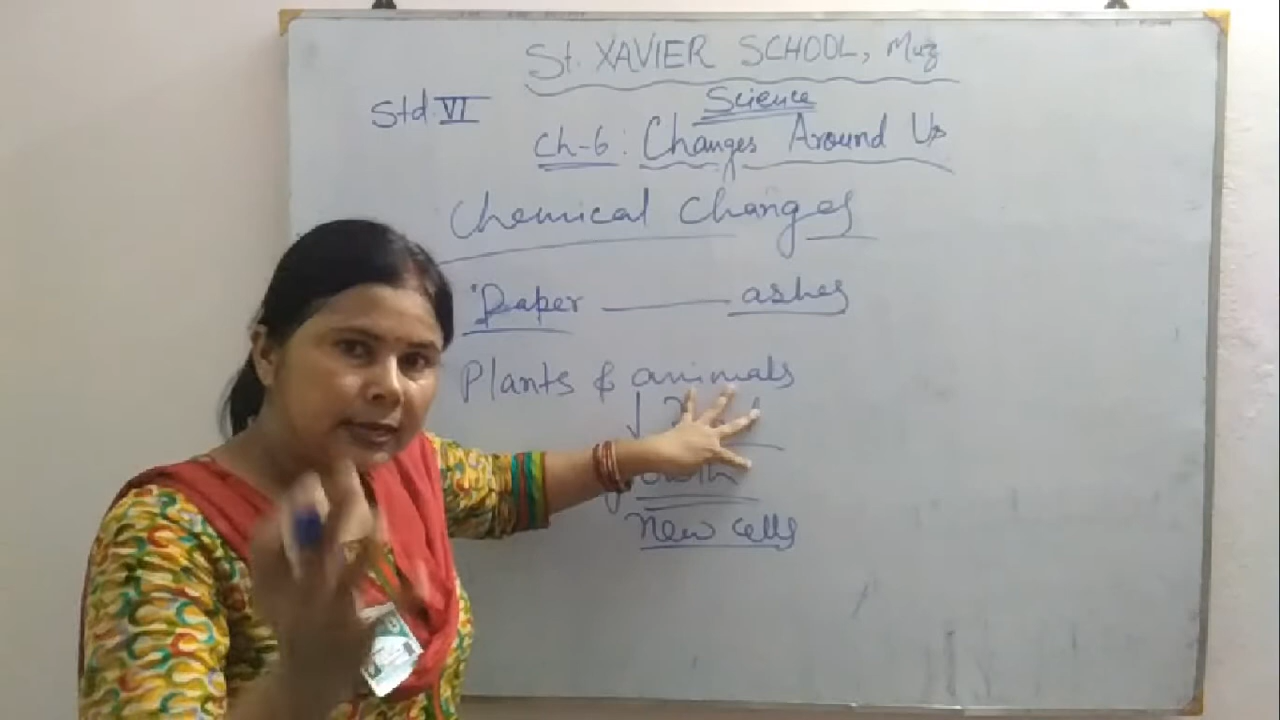 St. XAVIER SCHOOL, Muz
Std. VI
Science
Ch-6: Changes Around Us
Chemical Changes
Paper ——— ashes
Plants & animals
↓
New cells